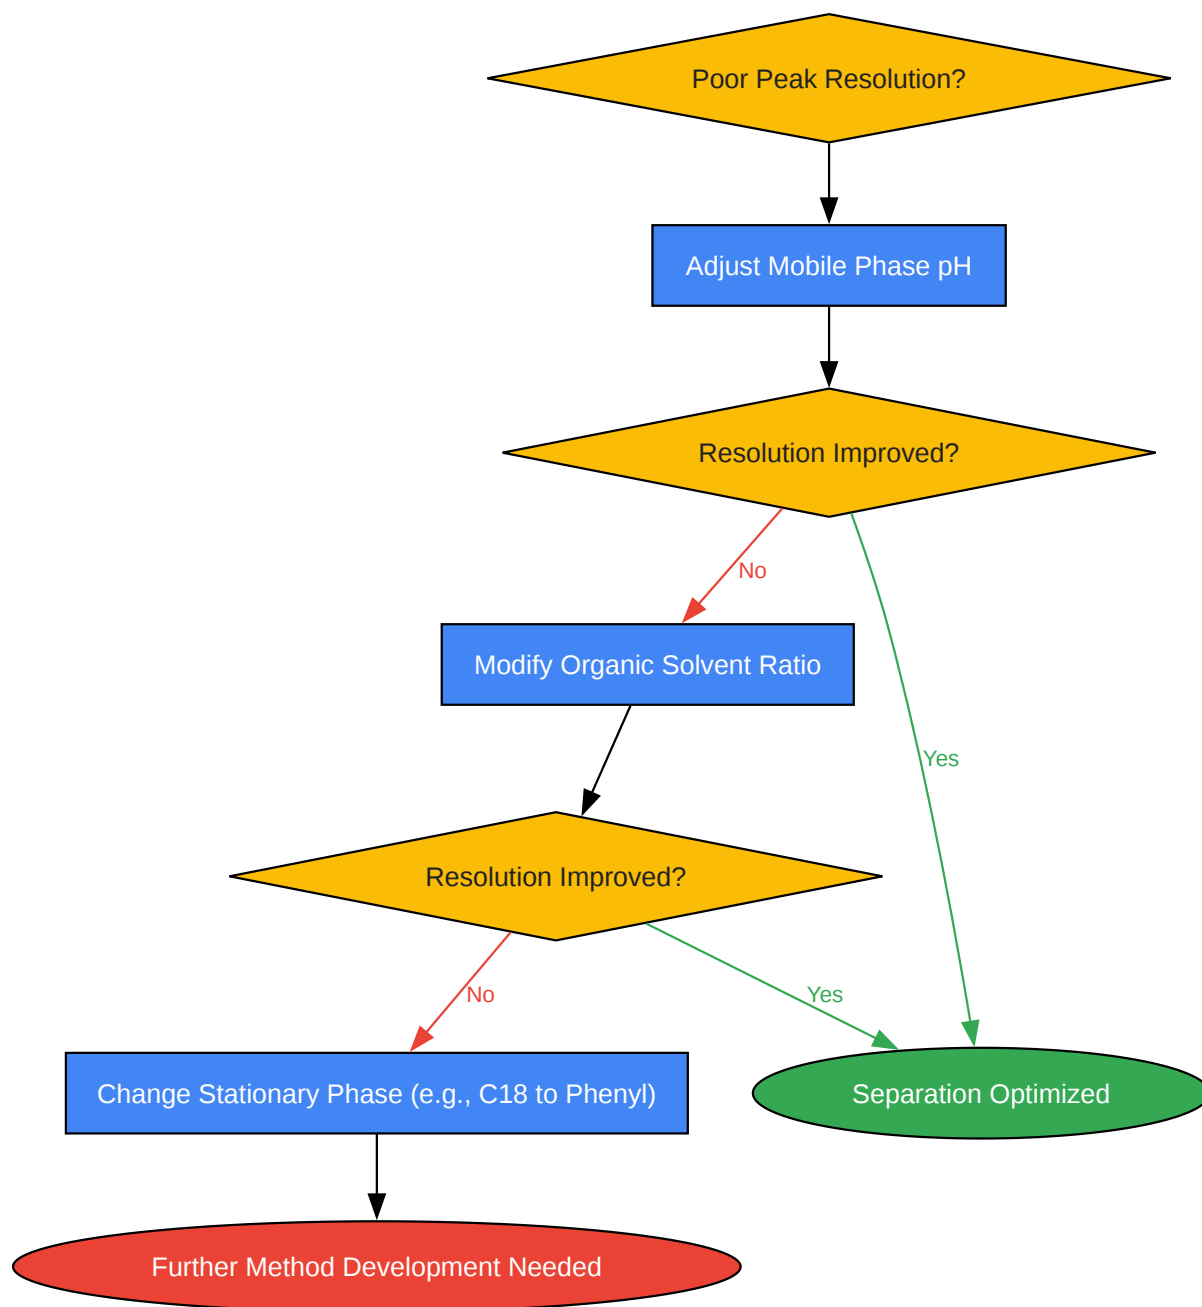 Poor Peak Resolution?
Adjust Mobile Phase pH
Resolution Improved?
No
Modify Organic Solvent Ratio
Yes
Resolution Improved?
No
Yes
Change Stationary Phase (e.g., C18 to Phenyl)
Separation Optimized
Further Method Development Needed